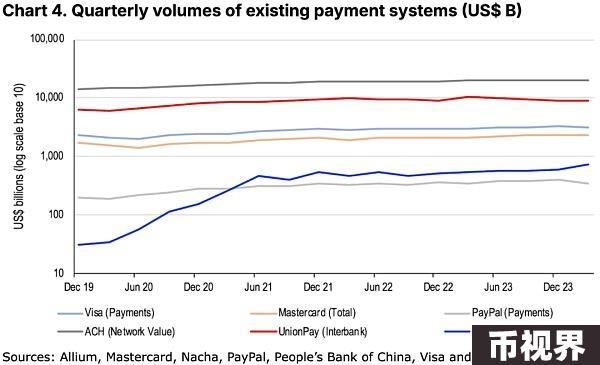 Chart 4. Quarterly volumes of existing payment systems (US$ B)
100,000
10,000
1,000
100
10
US$ billions (log scale base 10)
Dec 19
Jun 20
Dec 20
Jun 21
Dec 21
Jun 22
Dec 22
Jun 23
Dec 23
Visa (Payments)
Mastercard (Total)
PayPal (Payments)
ACH (Network Value)
UnionPay (Interbank)
Sources: Allium, Mastercard, Nacha, PayPal, People's Bank of China, Visa and
币视界